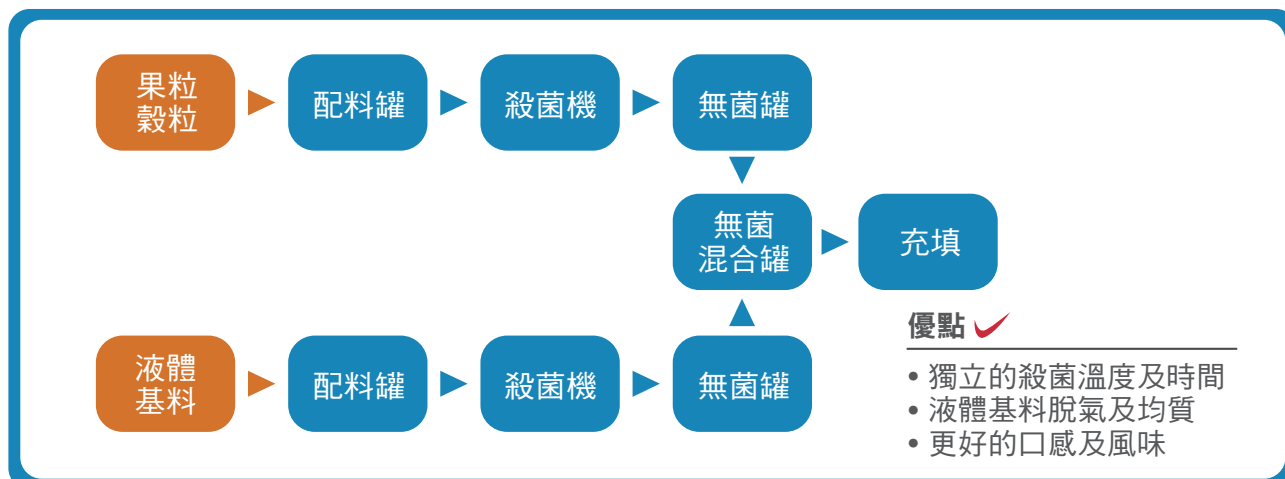 果粒
穀粒
配料罐
殺菌機
無菌罐
無菌
混合罐
充填
液體
基料
配料罐
殺菌機
無菌罐
優點
• 獨立的殺菌溫度及時間
• 液體基料脫氣及均質
• 更好的口感及風味